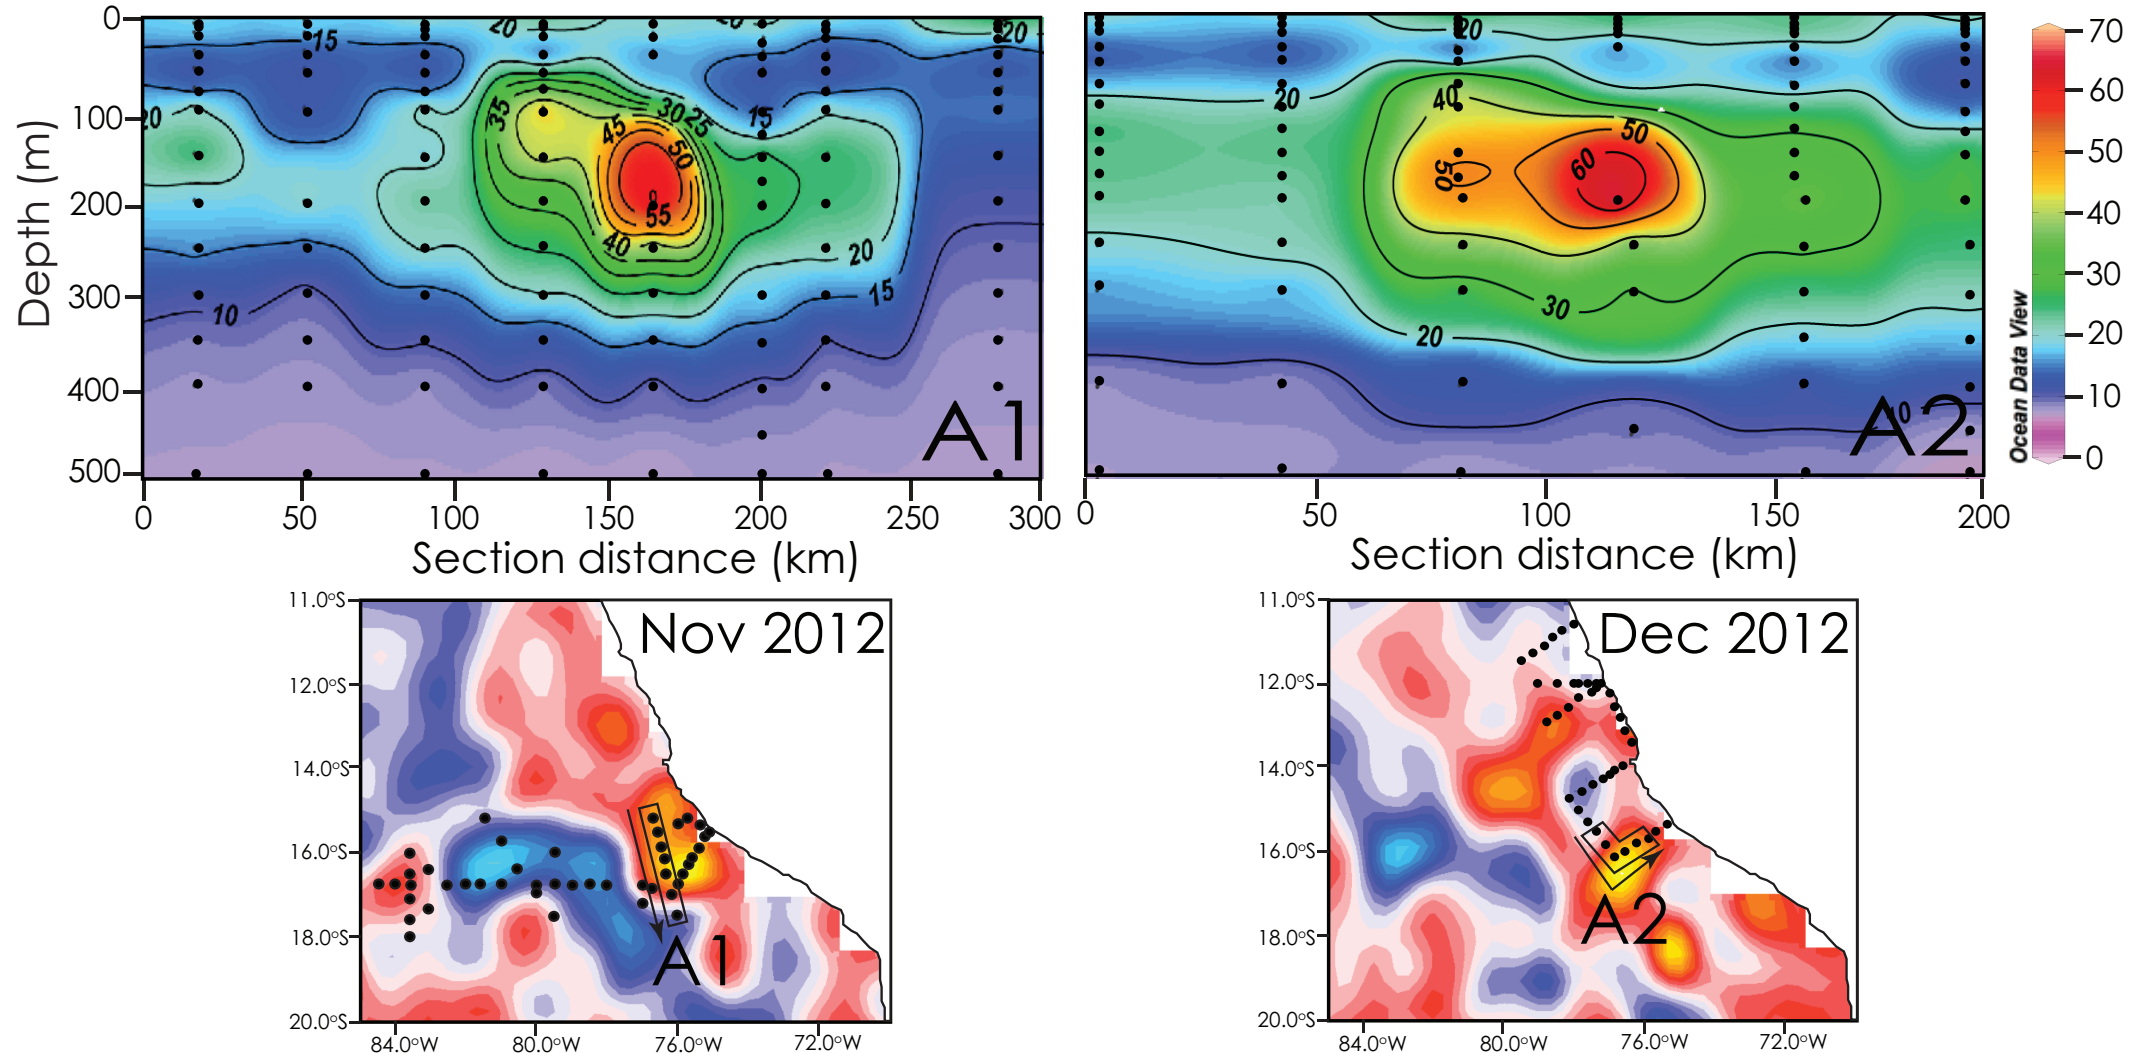 0
100
200
300
400
500
Depth (m)
20
20
20
15
20
35
30
25
15
45
50
55
40
20
15
10
A1
0
50
100
150
200
250
300
Section distance (km)
20
20
40
50
50
60
30
20
10
A2
0
50
100
150
200
Section distance (km)
70
60
50
40
30
20
10
0
Ocean Data View
Nov 2012
11.0°S
12.0°S
14.0°S
16.0°S
18.0°S
20.0°S
A1
84.0°W
80.0°W
76.0°W
72.0°W
Dec 2012
11.0°S
12.0°S
14.0°S
16.0°S
18.0°S
20.0°S
A2
84.0°W
80.0°W
76.0°W
72.0°W